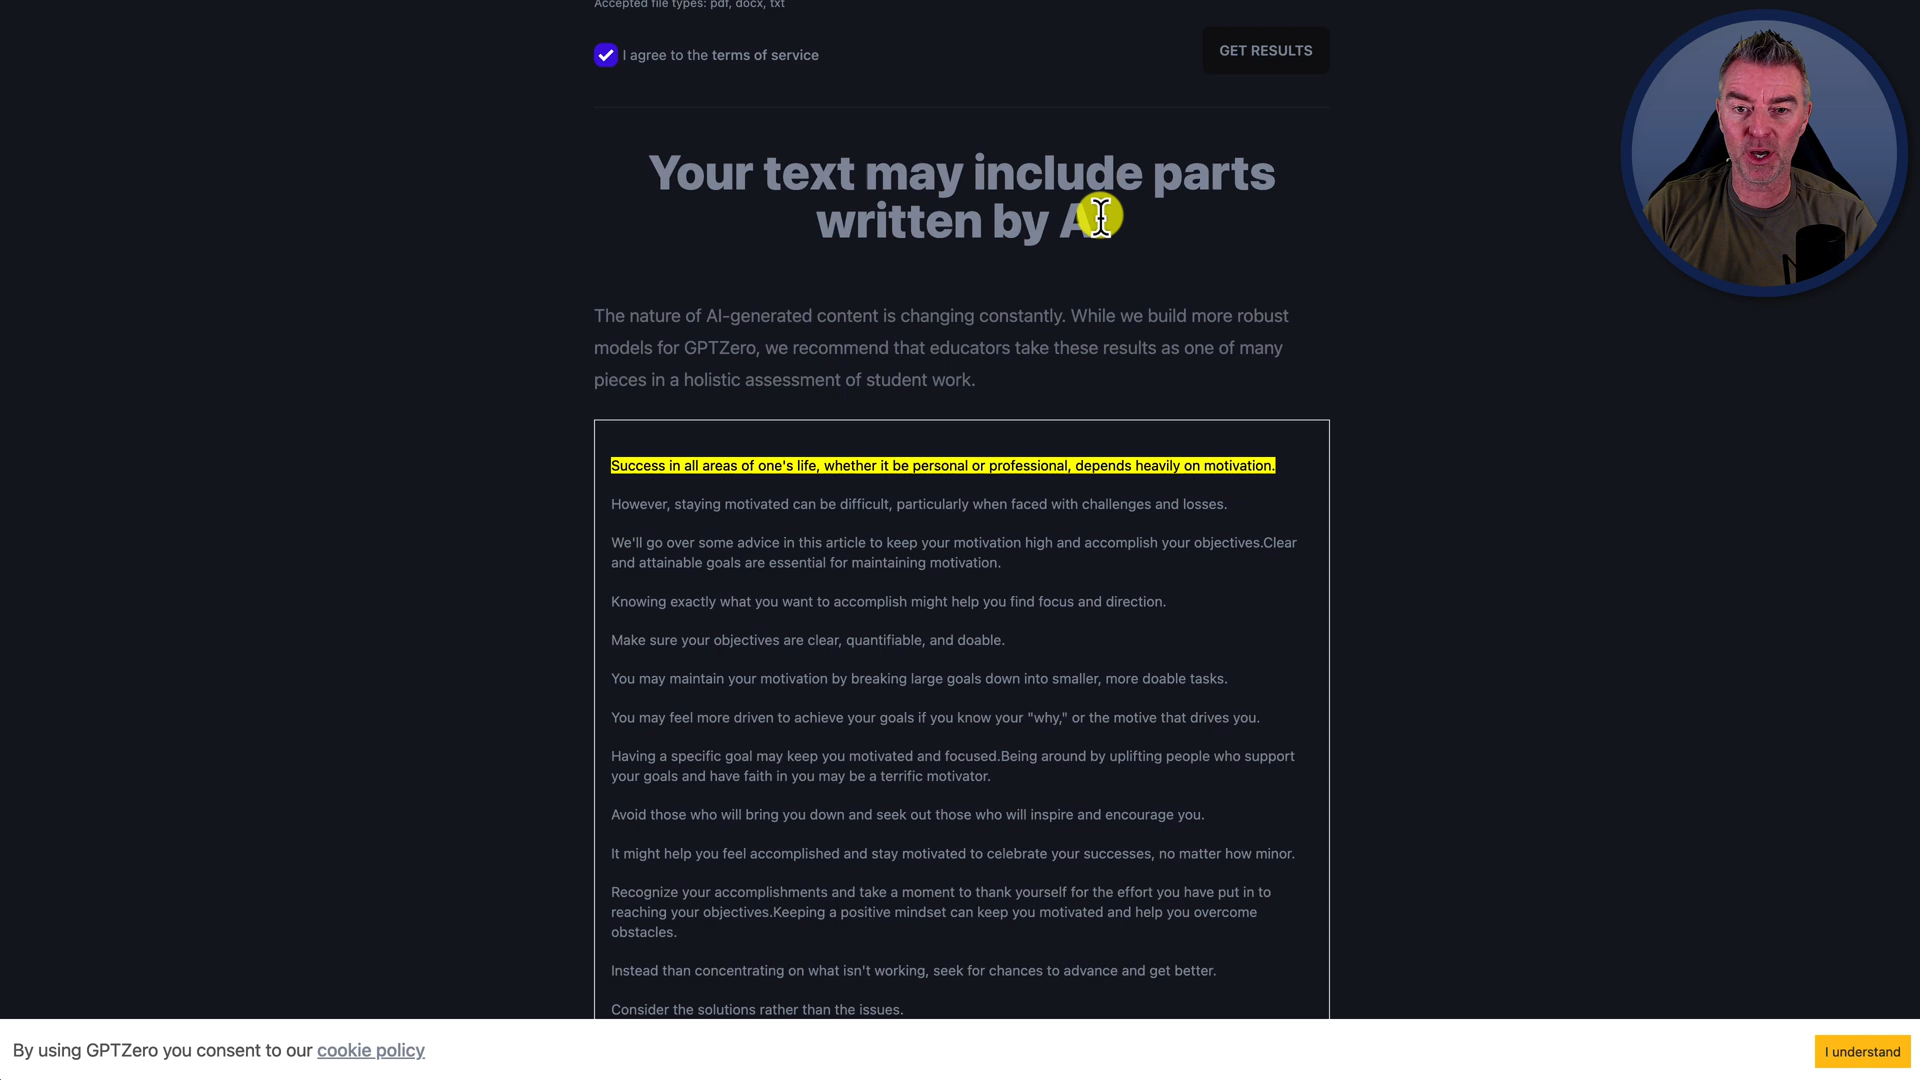 Accepted file types: pdf, docx, txt
I agree to the terms of service
GET RESULTS
Your text may include parts
written by A
The nature of AI-generated content is changing constantly. While we build more robust
models for GPTZero, we recommend that educators take these results as one of many
pieces in a holistic assessment of student work.
Success in all areas of one's life, whether it be personal or professional, depends heavily on motivation.
However, staying motivated can be difficult, particularly when faced with challenges and losses.
We'll go over some advice in this article to keep your motivation high and accomplish your objectives.Clear
and attainable goals are essential for maintaining motivation.
Knowing exactly what you want to accomplish might help you find focus and direction.
Make sure your objectives are clear, quantifiable, and doable.
You may maintain your motivation by breaking large goals down into smaller, more doable tasks.
You may feel more driven to achieve your goals if you know your "why," or the motive that drives you.
Having a specific goal may keep you motivated and focused.Being around by uplifting people who support
your goals and have faith in you may be a terrific motivator.
Avoid those who will bring you down and seek out those who will inspire and encourage you.
It might help you feel accomplished and stay motivated to celebrate your successes, no matter how minor.
Recognize your accomplishments and take a moment to thank yourself for the effort you have put in to
reaching your objectives.Keeping a positive mindset can keep you motivated and help you overcome
obstacles.
Instead than concentrating on what isn't working, seek for chances to advance and get better.
Consider the solutions rather than the issues.
By using GPTZero you consent to our cookie policy
I understand